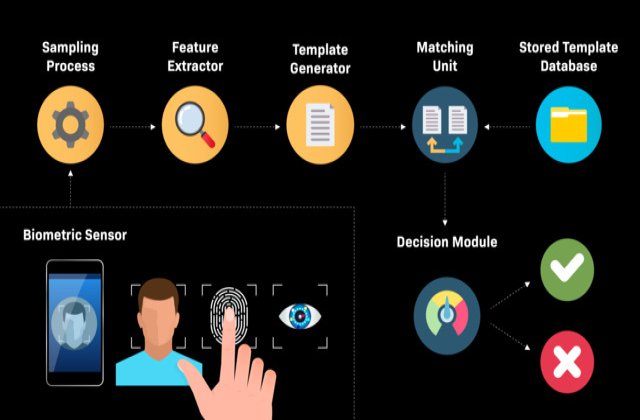 Sampling
Process
Feature
Extractor
Template
Generator
Matching
Unit
Stored Template
Database
Biometric Sensor
Decision Module